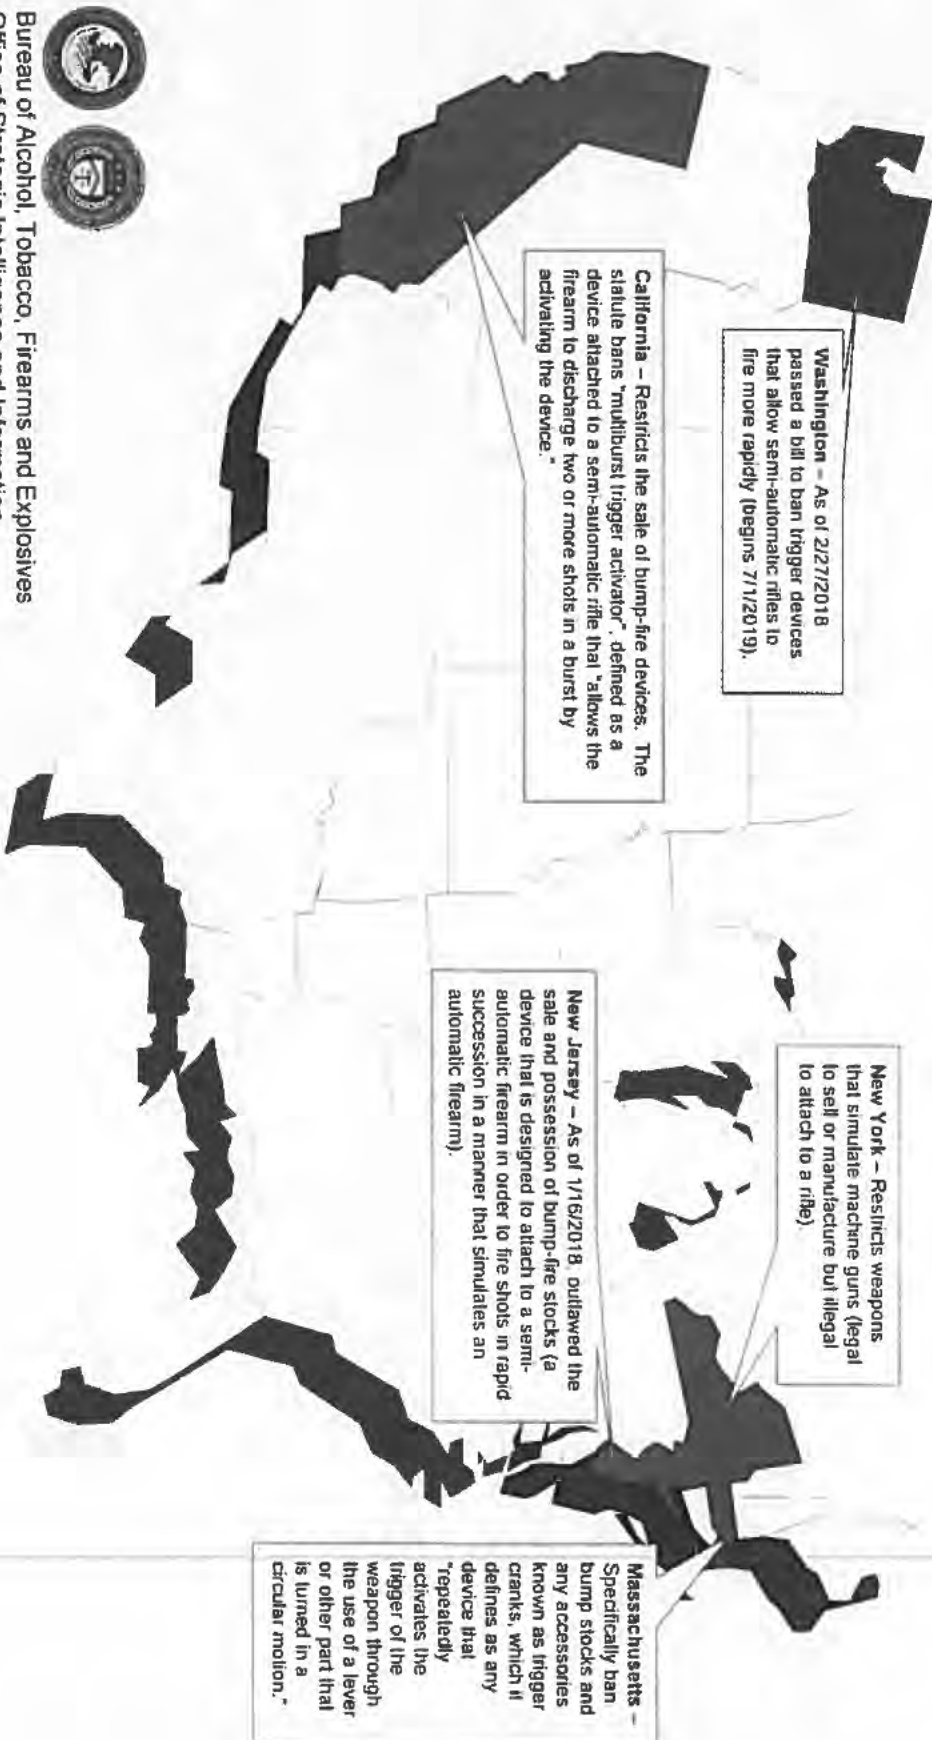 Washington – As of 2/27/2018
passed a bill to ban trigger devices
that allow semi-automatic rifles to
fire more rapidly (begins 7/1/2019).
California – Restricts the sale of bump-fire devices. The
statute bans "multiburst trigger activator", defined as a
device attached to a semi-automatic rifle that "allows the
firearm to discharge two or more shots in a burst by
activating the device."
New York – Restricts weapons
that simulate machine guns (legal
to sell or manufacture but illegal
to attach to a rifle).
New Jersey – As of 1/16/2018, outlawed the
sale and possession of bump-fire stocks (a
device that is designed to attach to a semi-
automatic firearm in order to fire shots in rapid
succession in a manner that simulates an
automatic firearm).
Massachusetts –
Specifically ban
bump stocks and
any accessories
known as trigger
cranks, which it
defines as any
device that
"repeatedly
activates the
trigger of the
weapon through
the use of a lever
or other part that
is turned in a
circular motion."
Bureau of Alcohol, Tobacco, Firearms and Explosives
Office of Strategic Intelligence and Information